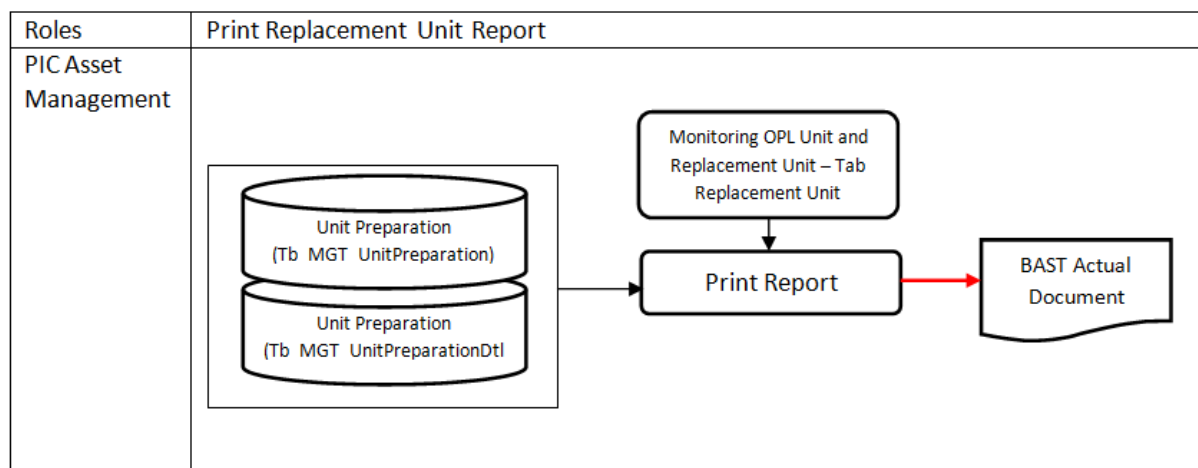 Roles
Print Replacement Unit Report
PIC Asset
Management
Monitoring OPL Unit and
Replacement Unit – Tab
Replacement Unit
Unit Preparation
(Tb MGT UnitPreparation)
Unit Preparation
(Tb MGT UnitPreparationDtl
Print Report
BAST Actual
Document